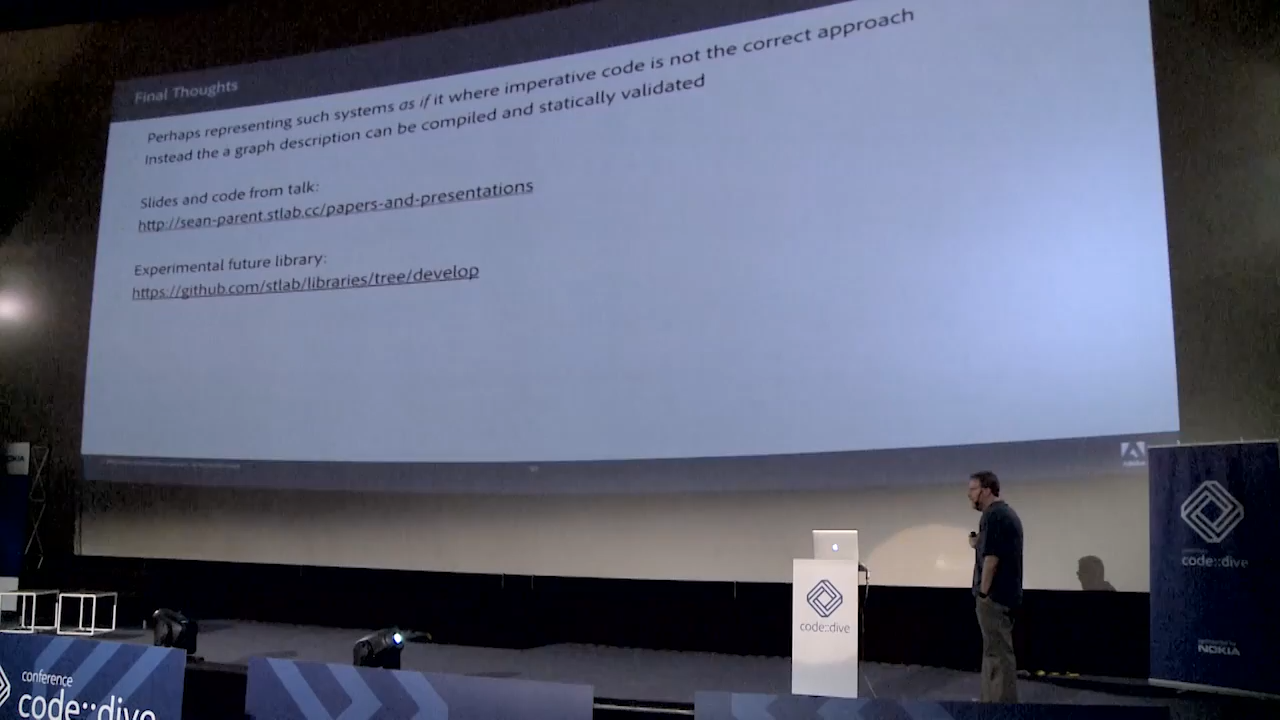 Final Thoughts
Perhaps representing such systems as if it where imperative code is not the correct approach
Instead the a graph description can be compiled and statically validated
Slides and code from talk:
http://sean-parent.stlab.cc/papers-and-presentations
Experimental future library:
https://github.com/stlab/libraries/tree/develop
Adobe
code::dive
code::dive
NOKIA
conference
code::dive